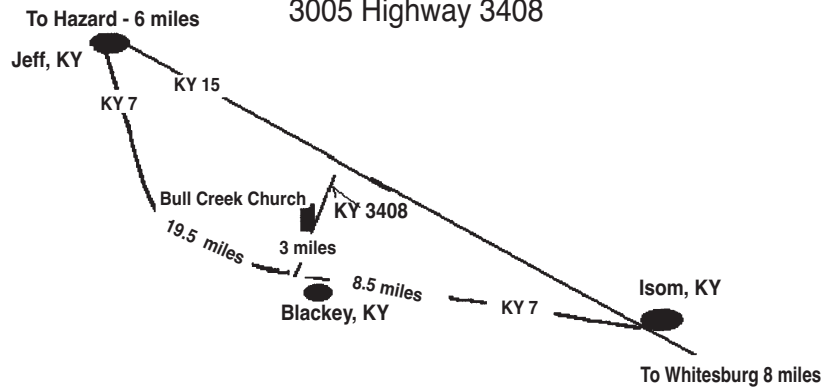 3005 Highway 3408
To Hazard - 6 miles
Jeff, KY
KY 15
KY 7
Bull Creek Church
KY 3408
19.5 miles
3 miles
8.5 miles
Isom, KY
KY 7
Blackey, KY
To Whitesburg 8 miles